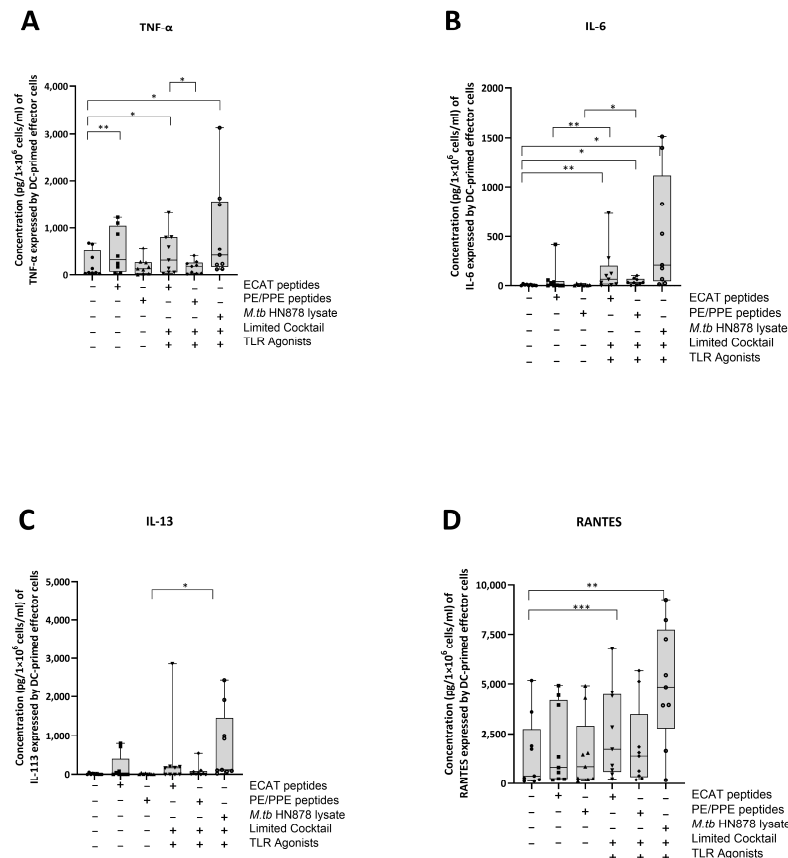 A
TNF-α
Concentration (pg/1×10⁶ cells/ml) of
TNF-α expressed by DC-primed effector cells
4,000
3,000
2,000
1,000
0
*
*
*
**
– + – + – – ECAT peptides
– – + – + – PE/PPE peptides
– – – – – + M.tb HN878 lysate
– – – + + + Limited Cocktail
– – – + + + TLR Agonists
B
IL-6
Concentration (pg/1×10⁶ cells/ml) of
IL-6 expressed by DC-primed effector cells
2000
1500
1000
500
0
*
**
*
*
**
– + – + – – ECAT peptides
– – + – + – PE/PPE peptides
– – – – – + M.tb HN878 lysate
– – – + + + Limited Cocktail
– – – + + + TLR Agonists
C
IL-13
Concentration (pg/1×10⁶ cells/ml) of
IL-113 expressed by DC-primed effector cells
5,000
4,000
3,000
2,000
1,000
0
*
– + – + – – ECAT peptides
– – + – + – PE/PPE peptides
– – – – – + M.tb HN878 lysate
– – – + + + Limited Cocktail
– – – + + + TLR Agonists
D
RANTES
Concentration (pg/1×10⁶ cells/ml) of
RANTES expressed by DC-primed effector cells
10,000
7,500
5,000
2,500
0
**
***
– + – + – – ECAT peptides
– – + – + – PE/PPE peptides
– – – – – + M.tb HN878 lysate
– – – + + + Limited Cocktail
– – – + + + TLR Agonists